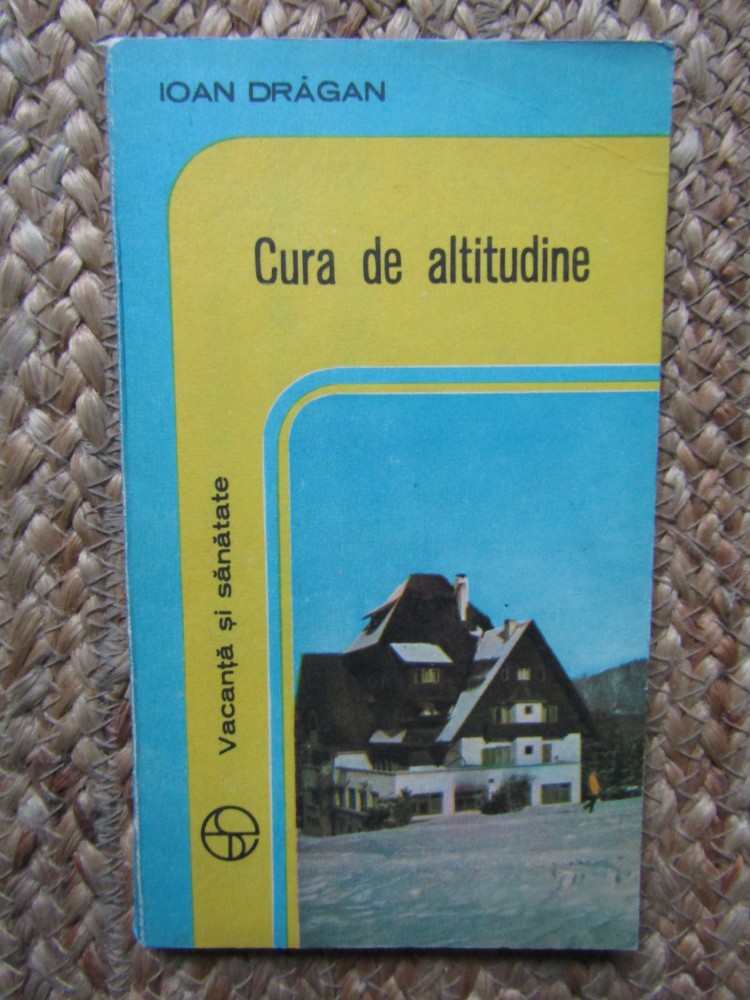 IOAN DRĂGAN
Cura de altitudine
Vacanță și sănătate